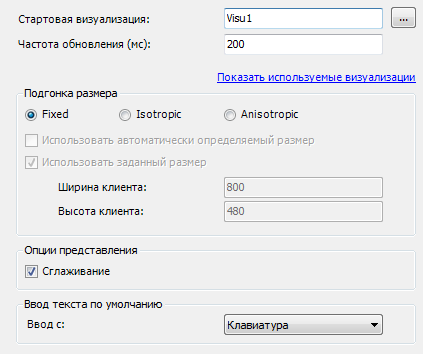 Стартовая визуализация: Visu1 ...
Частота обновления (мс): 200
Показать используемые визуализации
Подгонка размера
Fixed Isotropic Anisotropic
Использовать автоматически определяемый размер
Использовать заданный размер
Ширина клиента: 800
Высота клиента: 480
Опции представления
Сглаживание
Ввод текста по умолчанию
Ввод с: Клавиатура